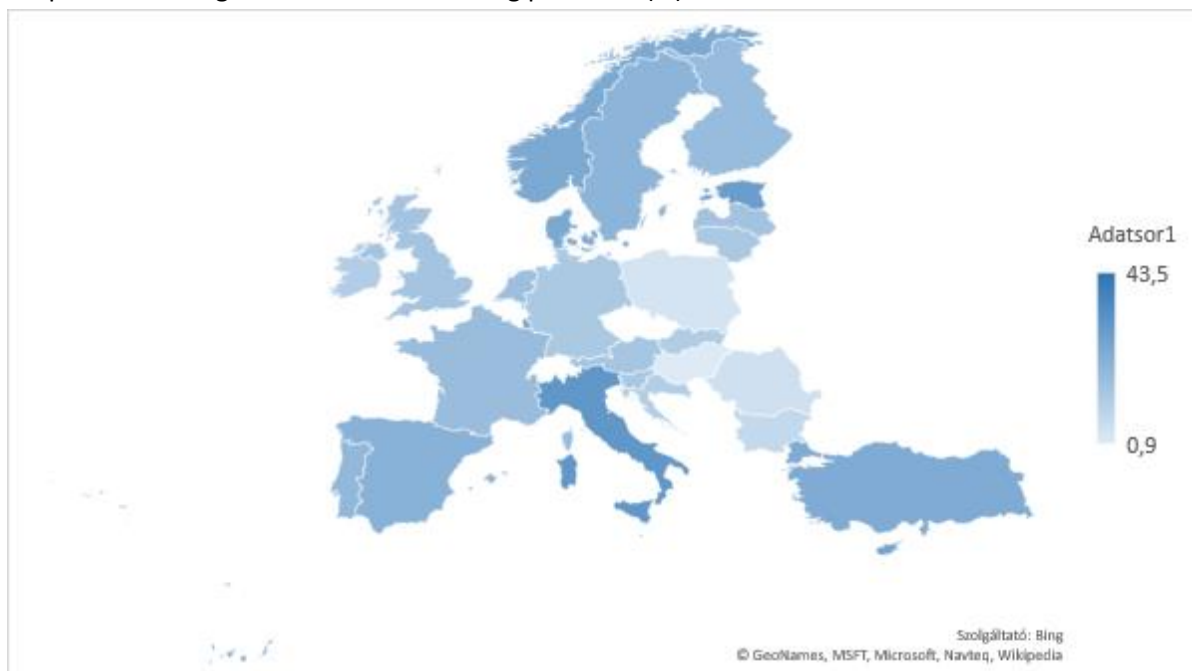 Adatsor1
43,5
0,9
Szolgáltató: Bing
© GeoNames, MSFT, Microsoft, Navteq, Wikipedia